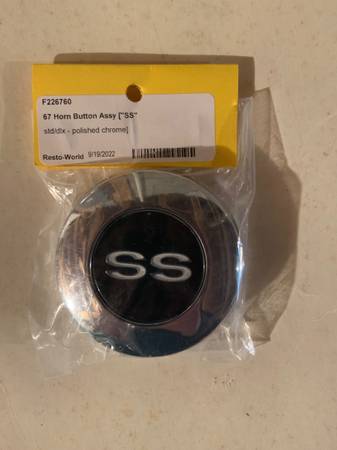 F226760
67 Horn Button Assy ["SS"
std/dlx - polished chrome]
Resto-World 9/19/2022
SS